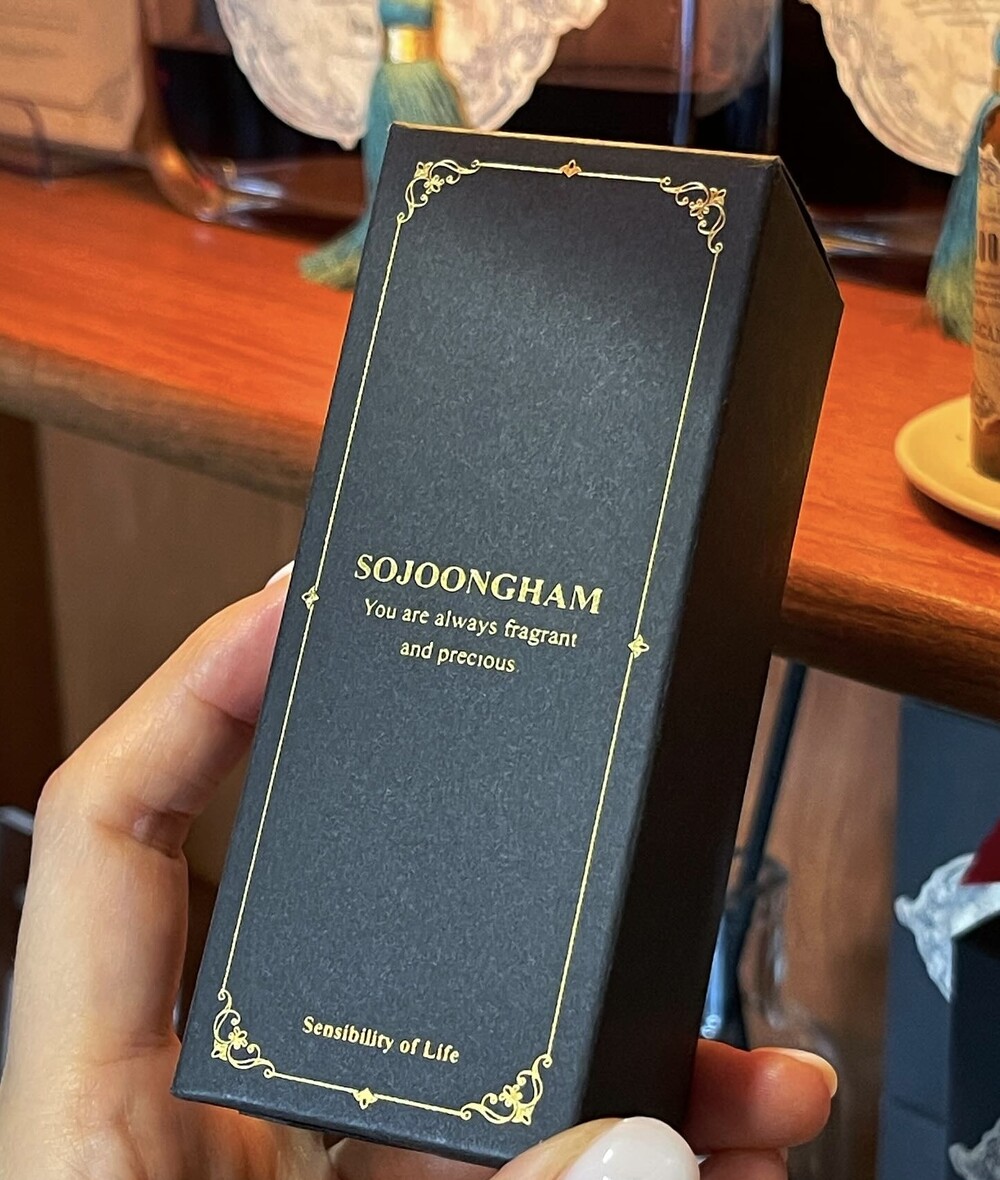 SOJOONGHAM
You are always fragrant
and precious
Sensibility of Life